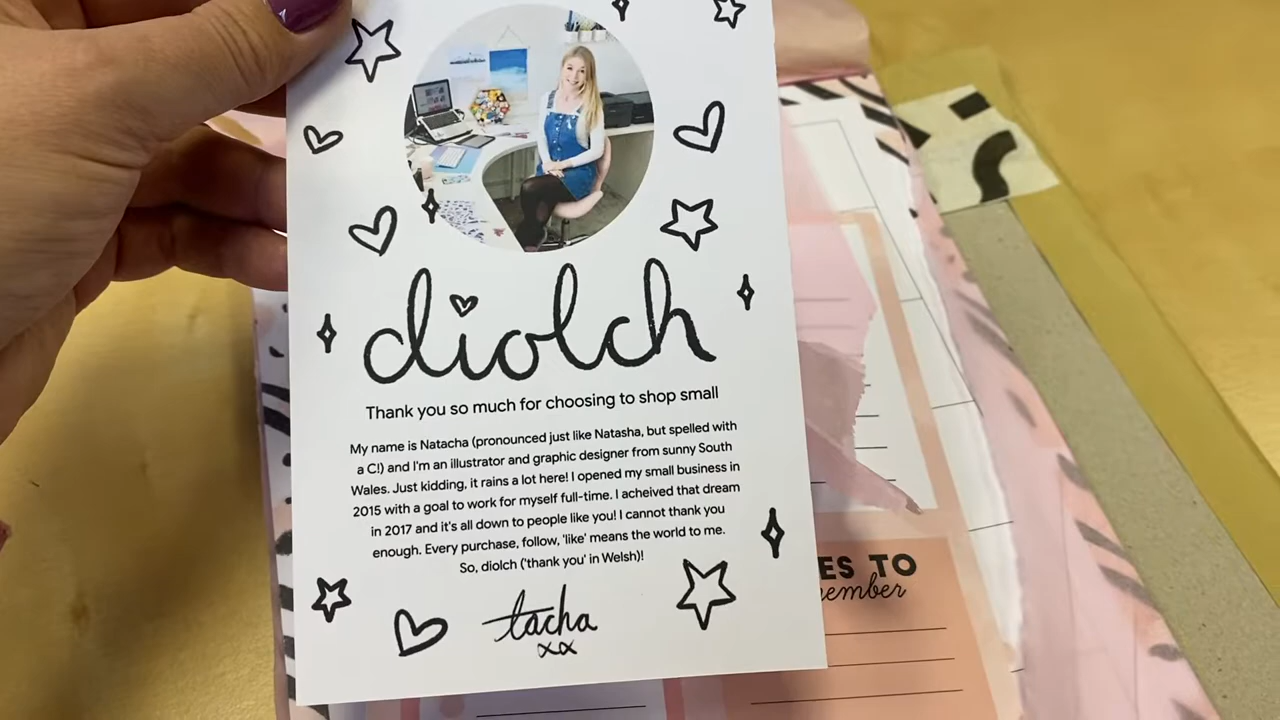 diolch
Thank you so much for choosing to shop small
My name is Natacha (pronounced just like Natasha, but spelled with
a C!) and I'm an illustrator and graphic designer from sunny South
Wales. Just kidding, it rains a lot here! I opened my small business in
2015 with a goal to work for myself full-time. I acheived that dream
in 2017 and it's all down to people like you! I cannot thank you
enough. Every purchase, follow, 'like' means the world to me.
So, diolch ('thank you' in Welsh)!
tacha
xx
ES TO
ember